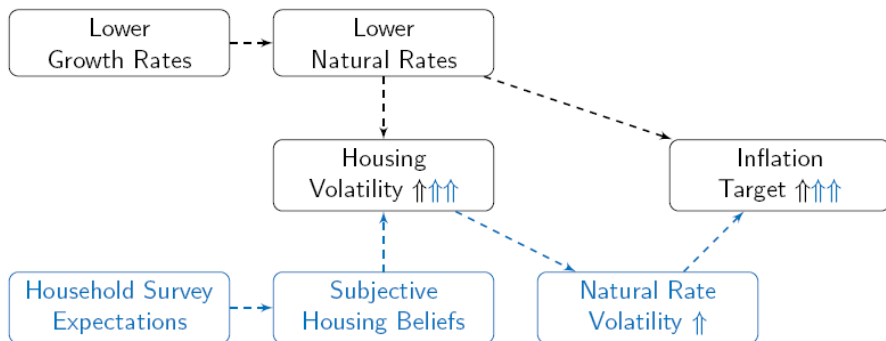 Lower
Growth Rates
Lower
Natural Rates
Housing
Volatility ⇑⇑⇑
Inflation
Target ⇑⇑⇑
Household Survey
Expectations
Subjective
Housing Beliefs
Natural Rate
Volatility ⇑